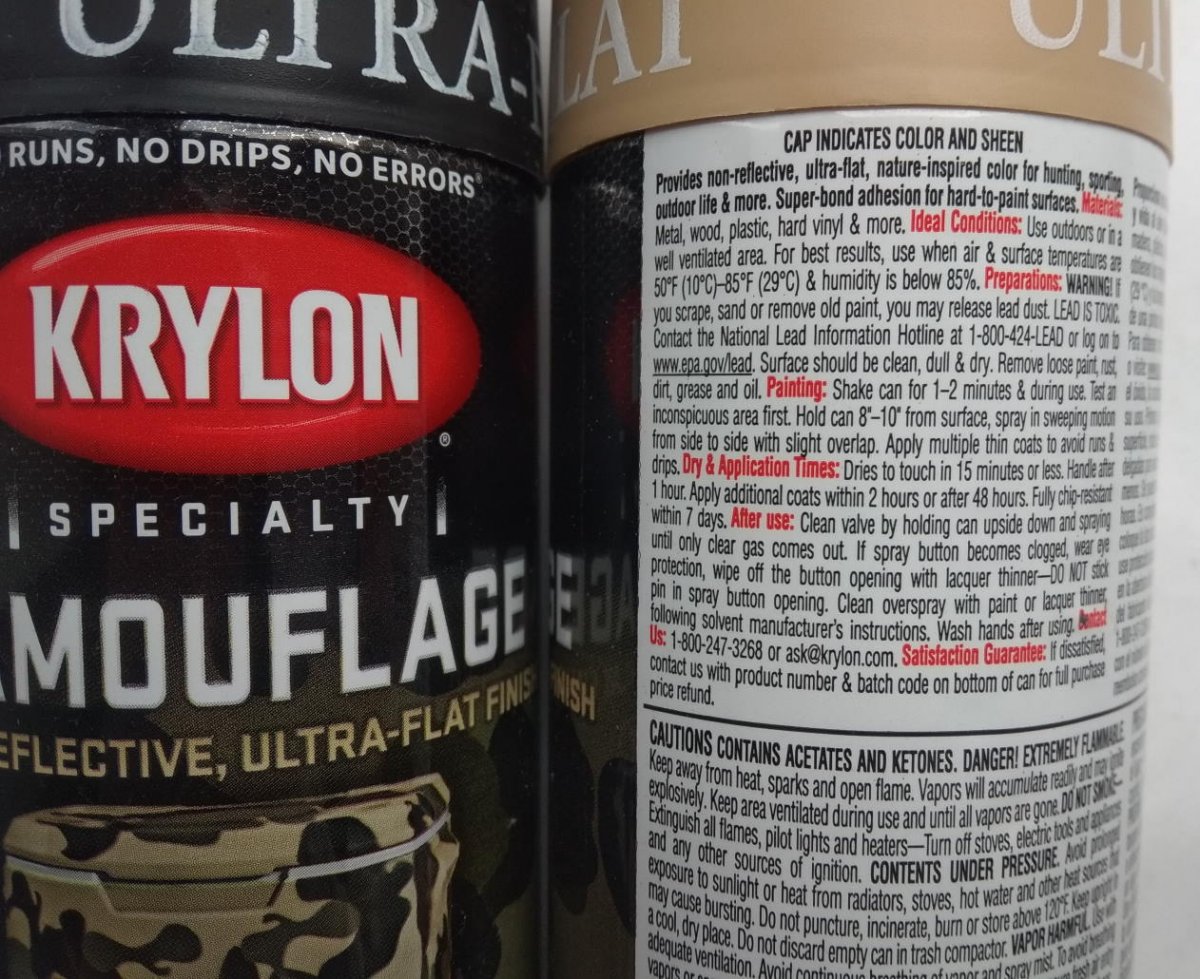 ULTRA-
RUNS, NO DRIPS, NO ERRORS®
KRYLON
®
SPECIALTY
MOUFLAGE
EFLECTIVE, ULTRA-FLAT FINIS
LAT
ULT
NISH
CAP INDICATES COLOR AND SHEEN
Provides non-reflective, ultra-flat, nature-inspired color for hunting, sporting,
outdoor life & more. Super-bond adhesion for hard-to-paint surfaces. Materials:
Metal, wood, plastic, hard vinyl & more. Ideal Conditions: Use outdoors or in a
well ventilated area. For best results, use when air & surface temperatures are
50°F (10°C)–85°F (29°C) & humidity is below 85%. Preparations: WARNING! If
you scrape, sand or remove old paint, you may release lead dust. LEAD IS TOXIC.
Contact the National Lead Information Hotline at 1-800-424-LEAD or log on to
www.epa.gov/lead. Surface should be clean, dull & dry. Remove loose paint, rust,
dirt, grease and oil. Painting: Shake can for 1–2 minutes & during use. Test an
inconspicuous area first. Hold can 8"–10" from surface, spray in sweeping motion
from side to side with slight overlap. Apply multiple thin coats to avoid runs &
drips. Dry & Application Times: Dries to touch in 15 minutes or less. Handle after
1 hour. Apply additional coats within 2 hours or after 48 hours. Fully chip-resistant
within 7 days. After use: Clean valve by holding can upside down and spraying
until only clear gas comes out. If spray button becomes clogged, wear eye
protection, wipe off the button opening with lacquer thinner—DO NOT stick
pin in spray button opening. Clean overspray with paint or lacquer thinner,
following solvent manufacturer's instructions. Wash hands after using. Contact
Us: 1-800-247-3268 or ask@krylon.com. Satisfaction Guarantee: If dissatisfied,
contact us with product number & batch code on bottom of can for full purchase
price refund.
CAUTIONS CONTAINS ACETATES AND KETONES. DANGER! EXTREMELY FLAMMABLE
Keep away from heat, sparks and open flame. Vapors will accumulate readily and may ignite
explosively. Keep area ventilated during use and until all vapors are gone. DO NOT SMOKE—
Extinguish all flames, pilot lights and heaters—Turn off stoves, electric tools and appliances
and any other sources of ignition. CONTENTS UNDER PRESSURE. Avoid prolonged
exposure to sunlight or heat from radiators, stoves, hot water and other heat sources that
may cause bursting. Do not puncture, incinerate, burn or store above 120°F. Keep upright in
a cool, dry place. Do not discard empty can in trash compactor. VAPOR HARMFUL. Use with
adequate ventilation. Avoid continuous breathing of vapor and spray mist. To avoid breathing